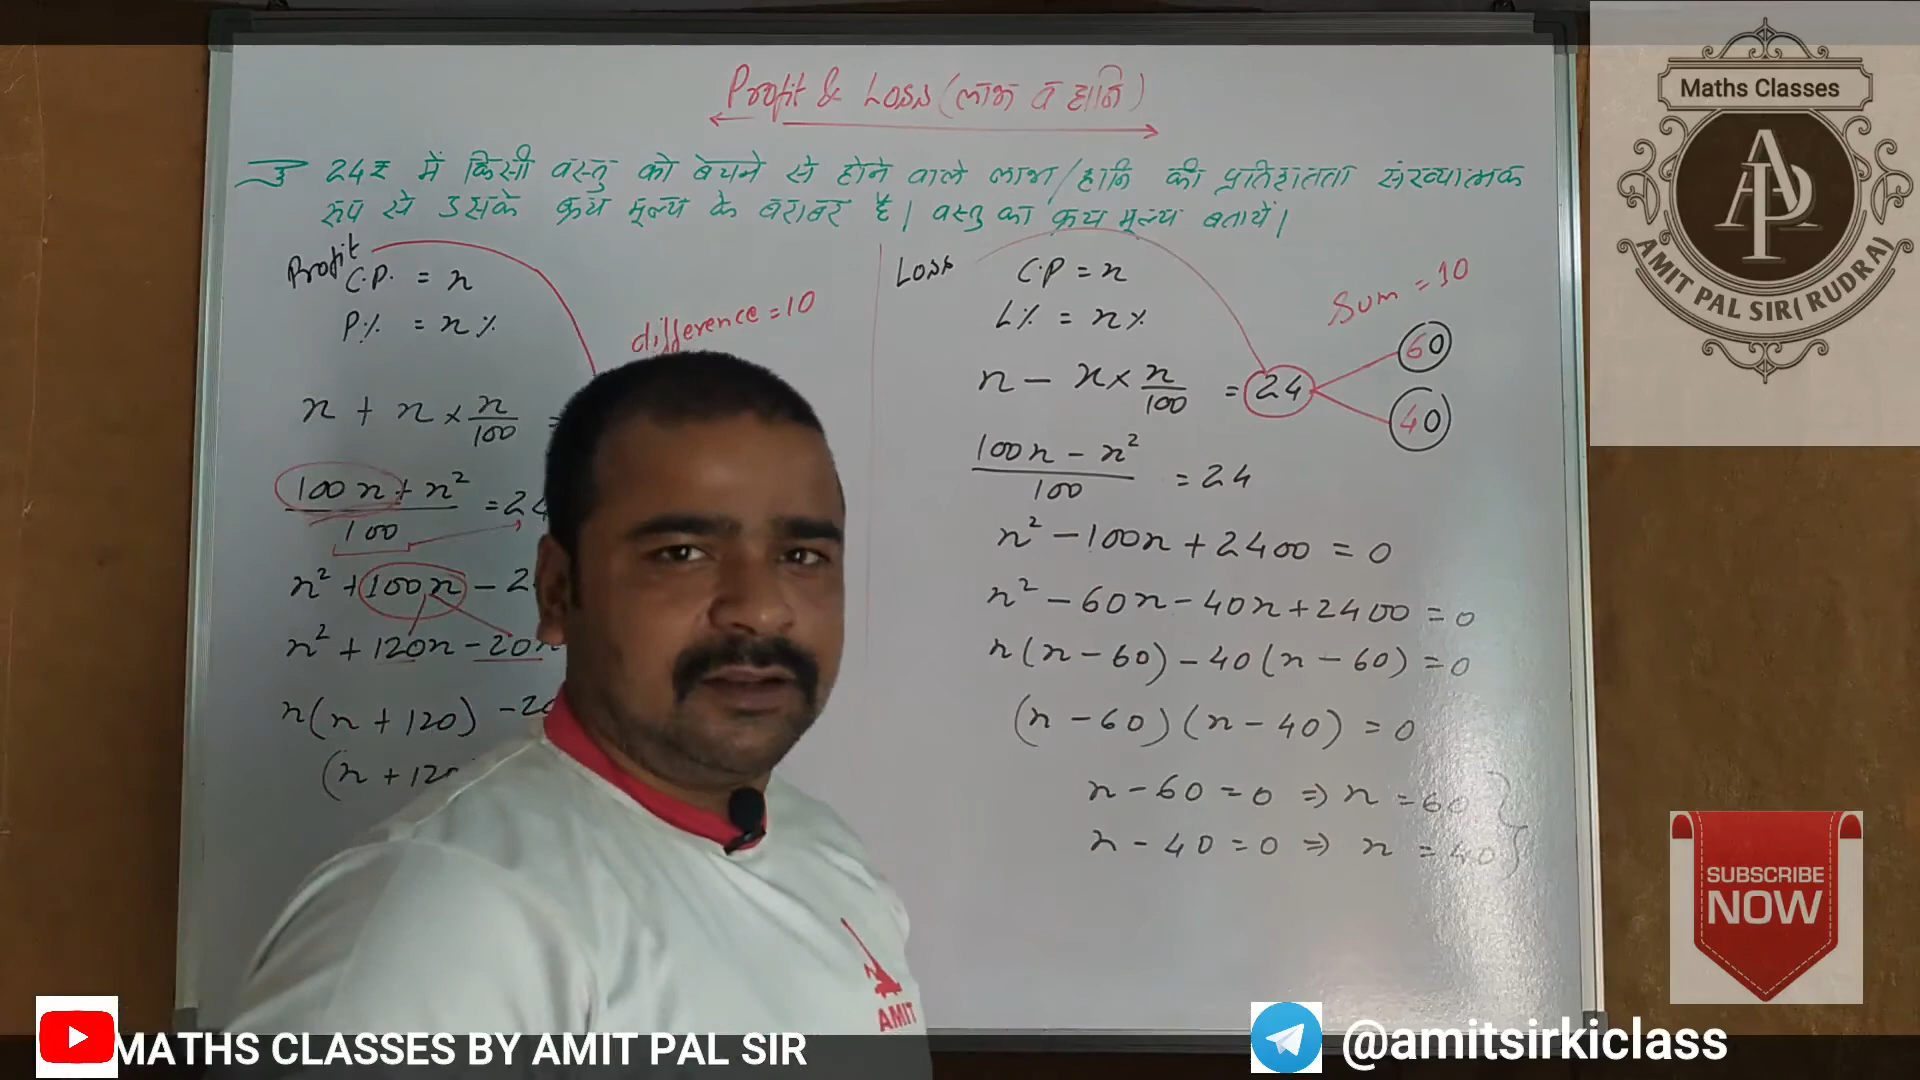 Profit & Loss (लाभ व हानि)
3 24₹ में किसी वस्तु को बेचने से होने वाले लाभ/हानि की प्रतिशतता संख्यात्मक
रूप से उसके क्रय मूल्य के बराबर है। वस्तु का क्रय मूल्य बतायें।
Profit
C.P. = x
P% = x%
difference = 10
x + x × x/100 =
100x + x²/100 = 24
x² + 100x - 2
x² + 120x - 20x
x(x + 120) - 20
(x + 12
Loss C.P = x
L% = x%
Sum = 10
x - x × x/100 = 24
60
40
100x - x²/100 = 24
x² - 100x + 2400 = 0
x² - 60x - 40x + 2400 = 0
x(x - 60) - 40(x - 60) = 0
(x - 60)(x - 40) = 0
x - 60 = 0 ⇒ x = 60
x - 40 = 0 ⇒ x = 40
Maths Classes
AP
AMIT PAL SIR( RUDRA)
SUBSCRIBE
NOW
AMIT
MATHS CLASSES BY AMIT PAL SIR
@amitsirkiclass